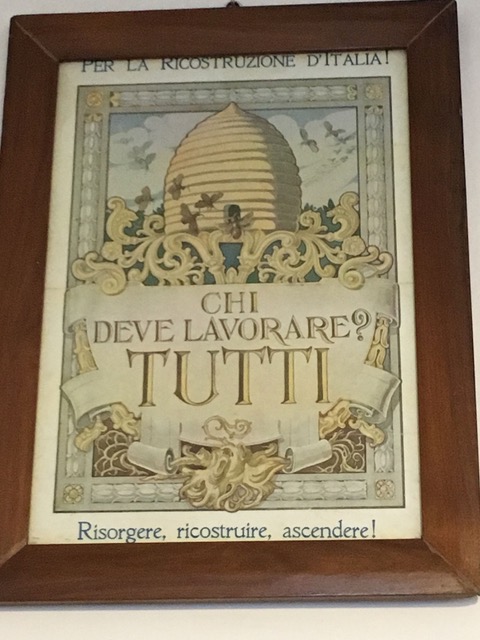 PER LA RICOSTRUZIONE D'ITALIA!
CHI
DEVE LAVORARE?
TUTTI
Risorgere, ricostruire, ascendere!